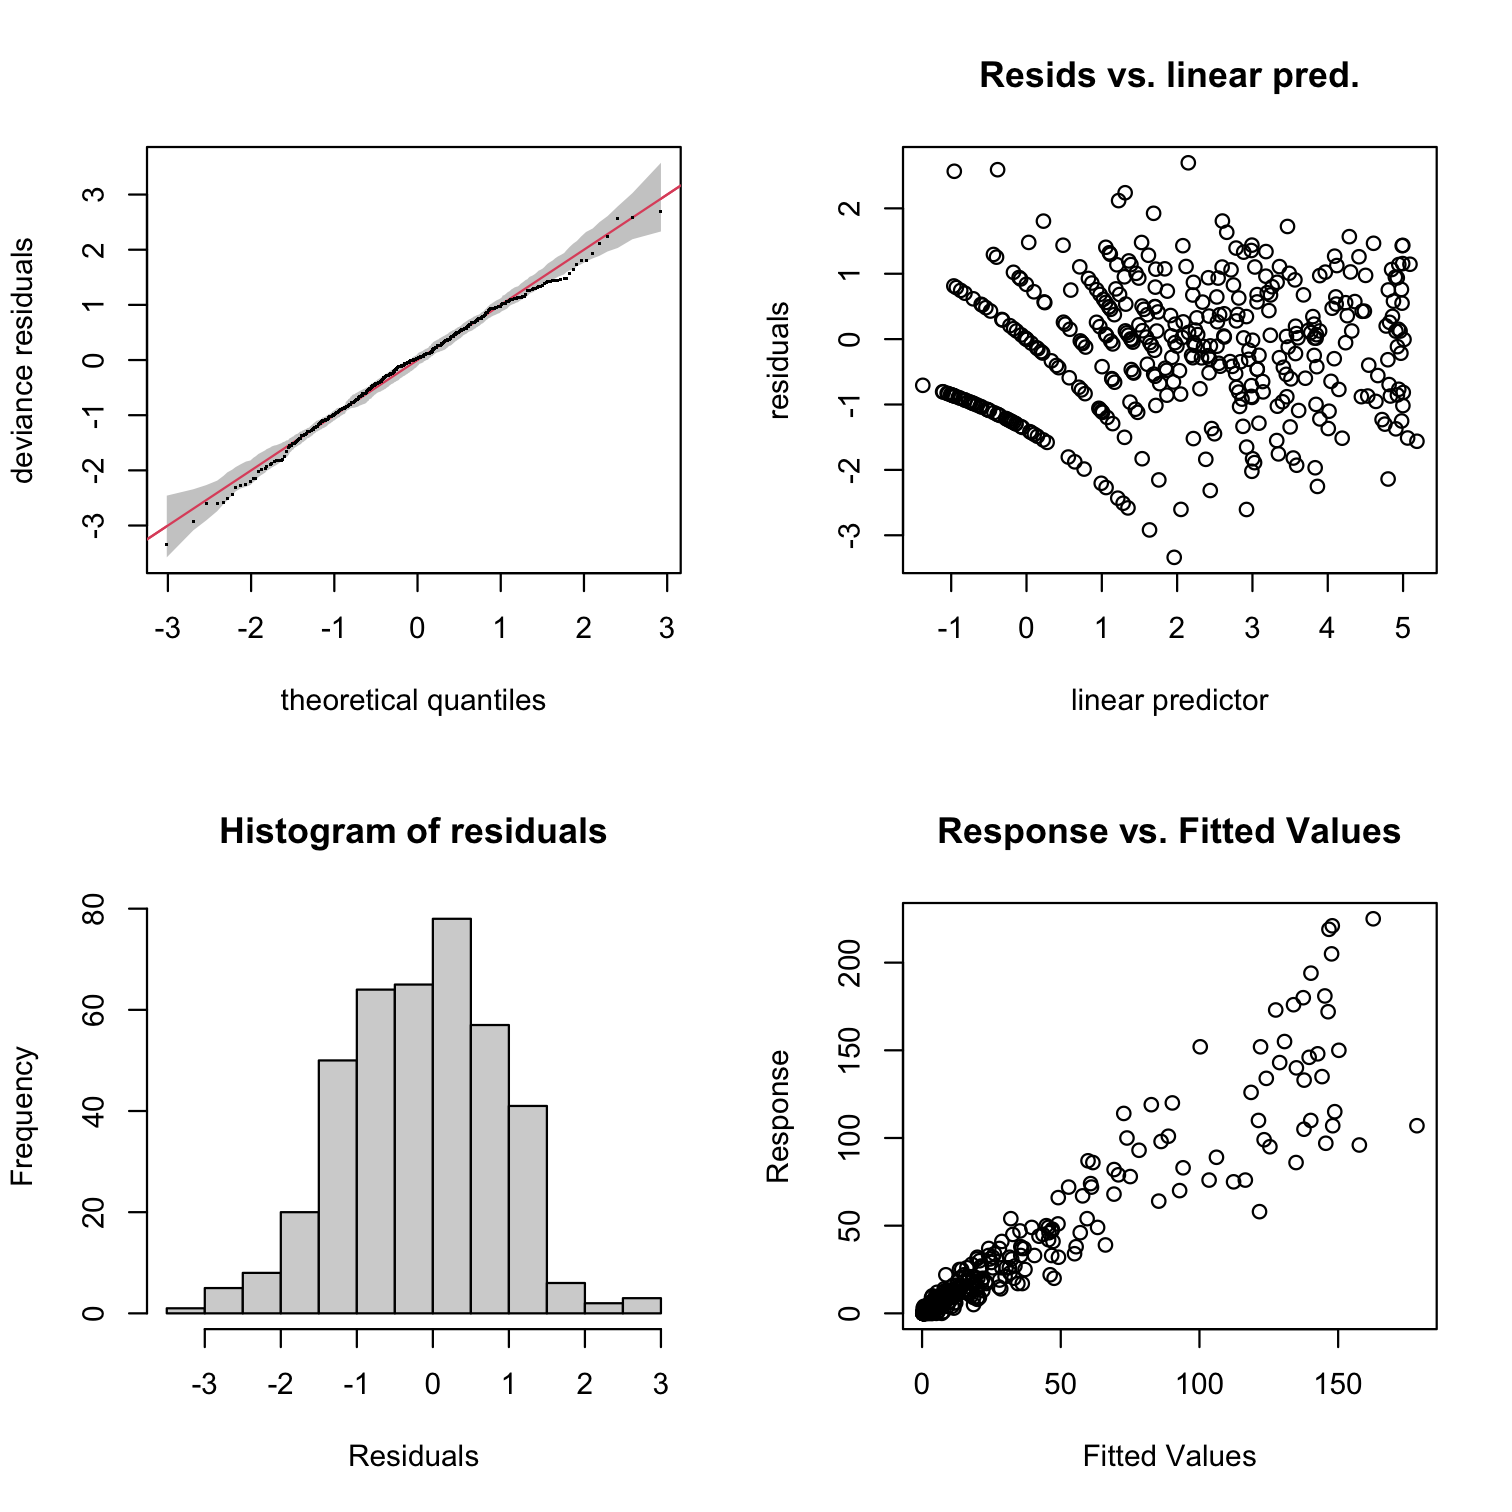 deviance residuals
3
2
1
0
-1
-2
-3
-3 -2 -1 0 1 2 3
theoretical quantiles
Resids vs. linear pred.
residuals
2
1
0
-1
-2
-3
-1 0 1 2 3 4 5
linear predictor
Histogram of residuals
Frequency
80
60
40
20
0
-3 -2 -1 0 1 2 3
Residuals
Response vs. Fitted Values
Response
200
150
100
50
0
0 50 100 150
Fitted Values